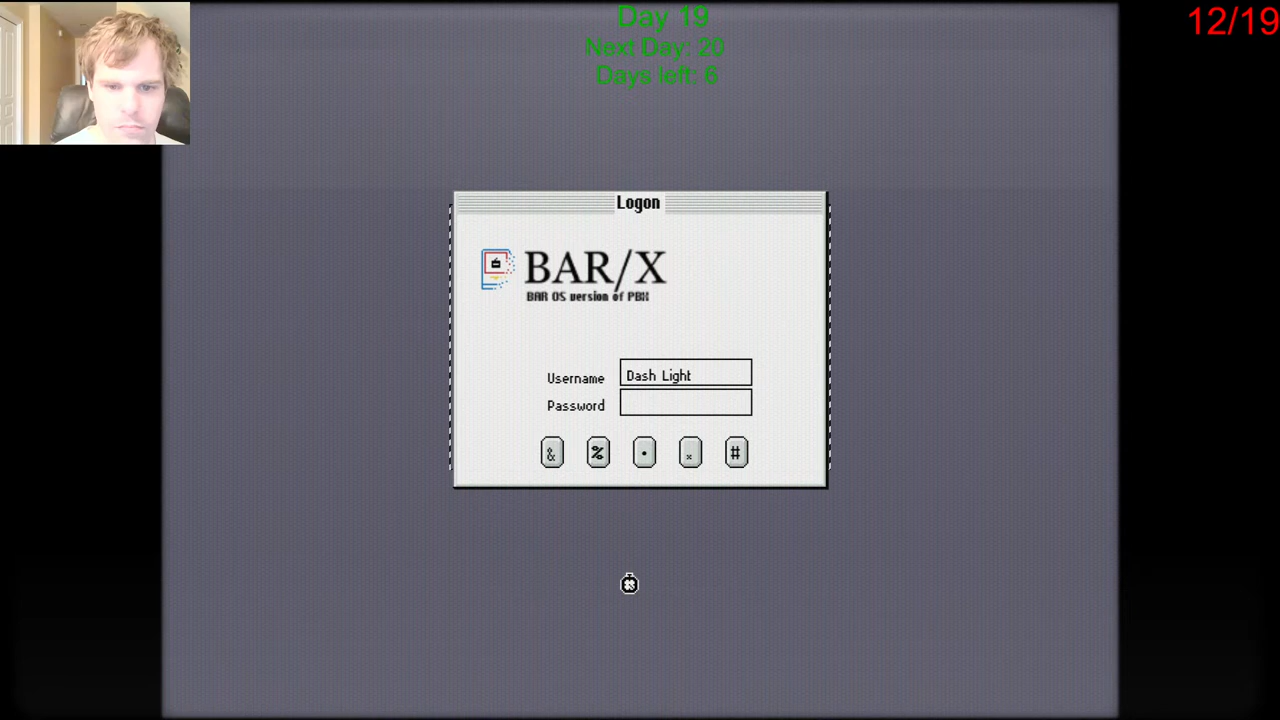 Day 19
Next Day: 20
Days left: 6
12/19
Logon
BAR/X
BAR OS version of PBX
Username Dash Light
Password
& % • × #